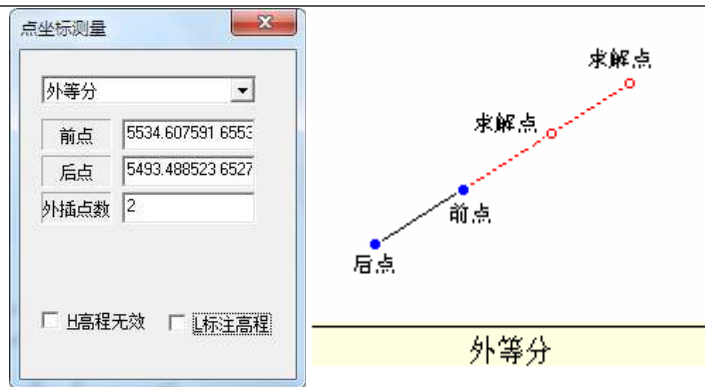 点坐标测量
外等分
前点 5534.607591 6553
后点 5493.488523 6527
外插点数 2
H高程无效 L标注高程
求解点
求解点
前点
后点
外等分